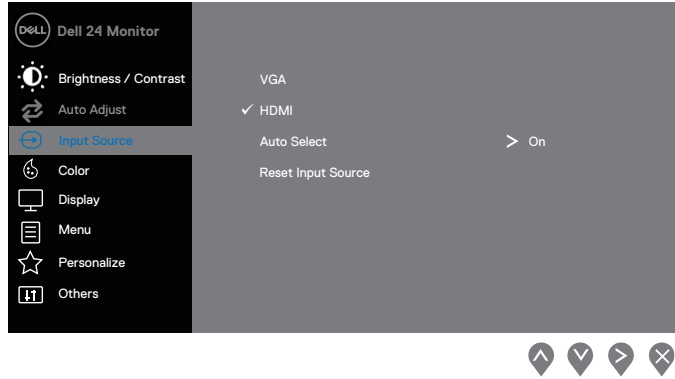 DELL Dell 24 Monitor
Brightness / Contrast
VGA
Auto Adjust
HDMI
Input Source
Auto Select
On
Color
Reset Input Source
Display
Menu
Personalize
Others